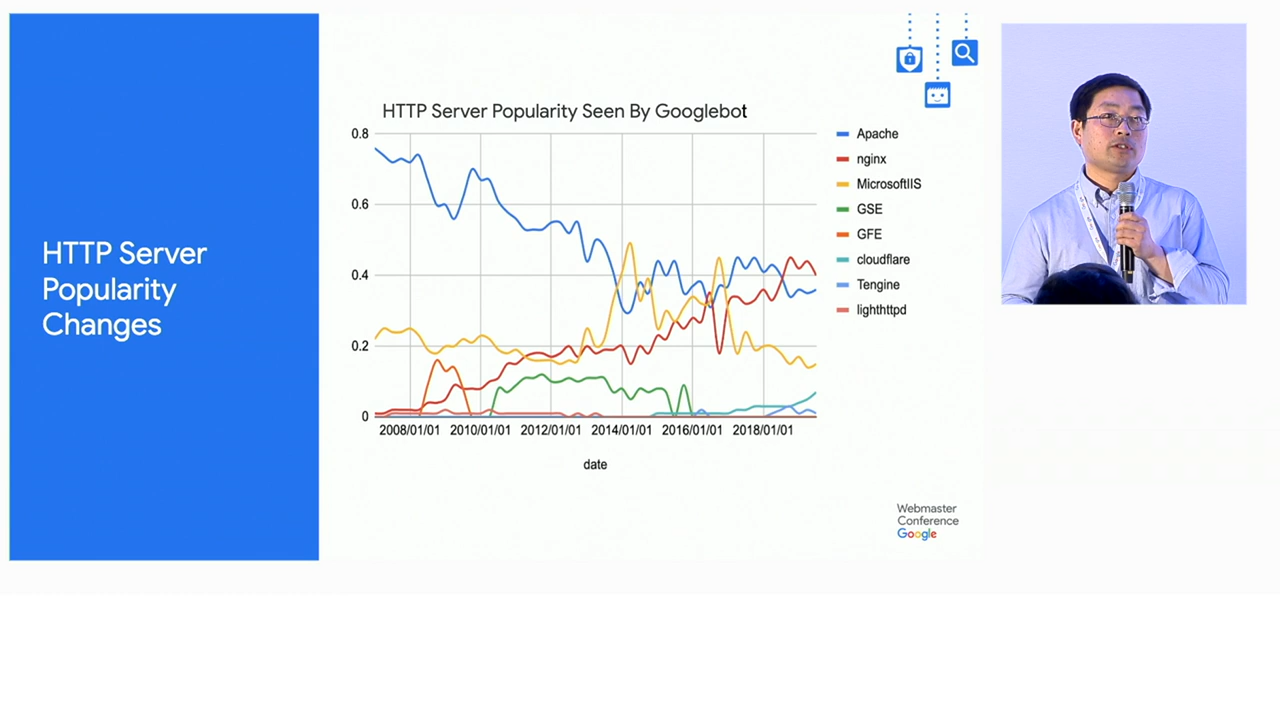 HTTP Server
Popularity
Changes
HTTP Server Popularity Seen By Googlebot
0.8
0.6
0.4
0.2
0
2008/01/01 2010/01/01 2012/01/01 2014/01/01 2016/01/01 2018/01/01
date
Apache
nginx
MicrosoftIIS
GSE
GFE
cloudflare
Tengine
lighthttpd
Webmaster
Conference
Google